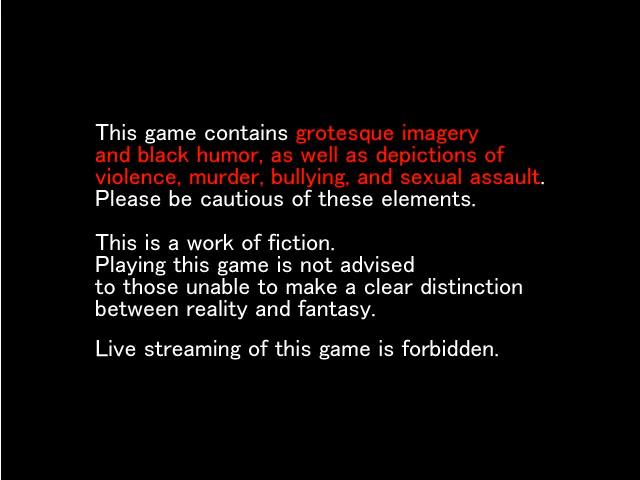 This game contains grotesque imagery
and black humor, as well as depictions of
violence, murder, bullying, and sexual assault.
Please be cautious of these elements.
This is a work of fiction.
Playing this game is not advised
to those unable to make a clear distinction
between reality and fantasy.
Live streaming of this game is forbidden.